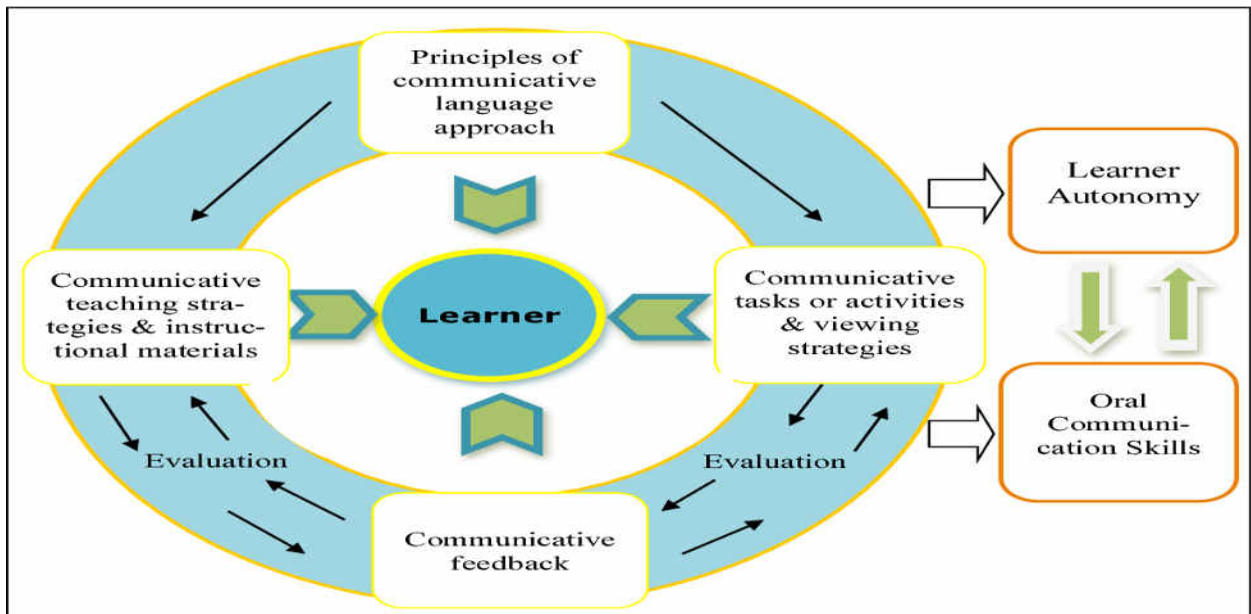 Principles of
communicative
language
approach
Learner
Autonomy
Communicative
teaching stra-
tegies & instruc-
tional materials
Learner
Communicative
tasks or activities
& viewing
strategies
Oral
Communi-
cation Skills
Evaluation
Evaluation
Communicative
feedback